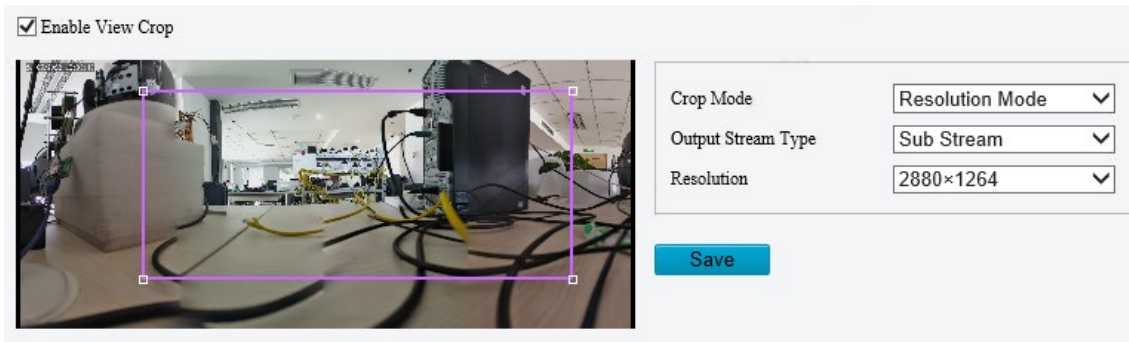 Enable View Crop
Crop Mode
Resolution Mode
Output Stream Type
Sub Stream
Resolution
2880×1264
Save